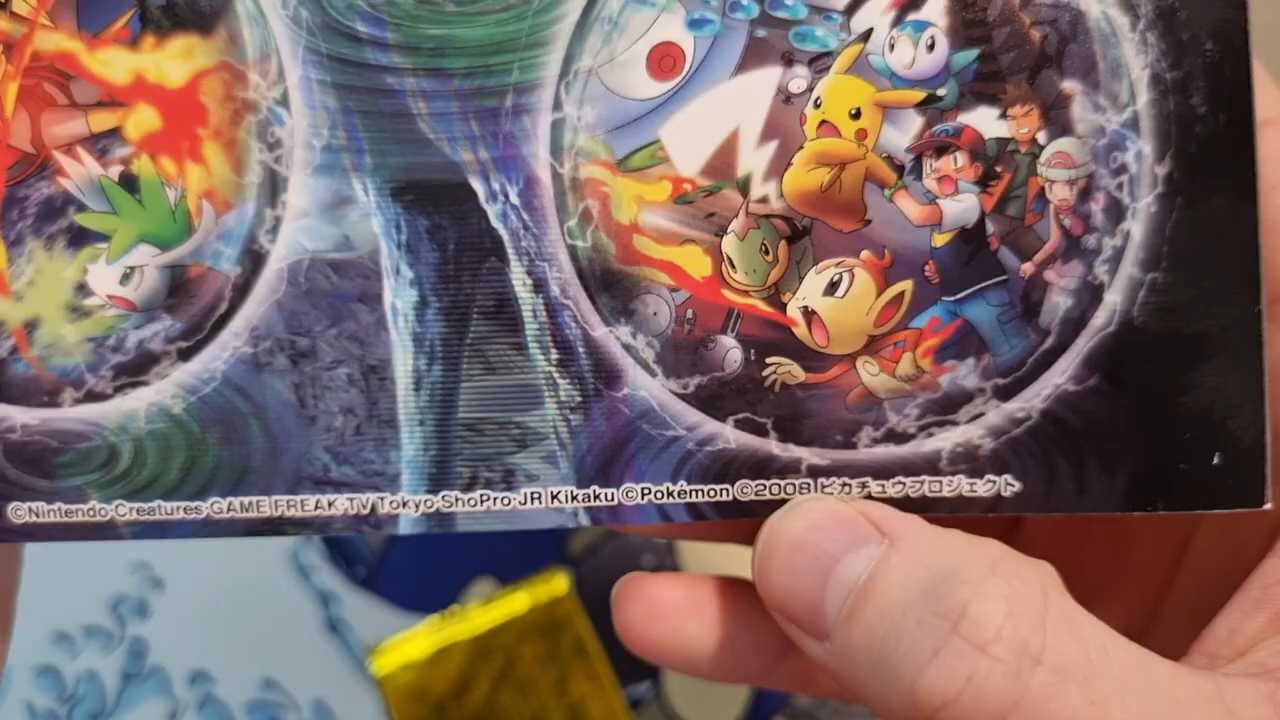 ©Nintendo·Creatures·GAME FREAK·TV Tokyo·ShoPro·JR Kikaku ©Pokémon ©2008 ピカチュウプロジェクト